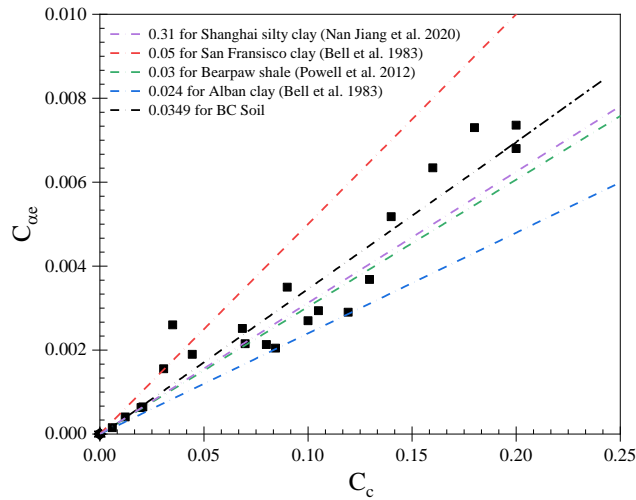 0.010
0.31 for Shanghai silty clay (Nan Jiang et al. 2020)
0.05 for San Fransisco clay (Bell et al. 1983)
0.03 for Bearpaw shale (Powell et al. 2012)
0.024 for Alban clay (Bell et al. 1983)
0.0349 for BC Soil
0.008
0.006
0.004
0.002
0.000
Cαe
0.00 0.05 0.10 0.15 0.20 0.25
Cc